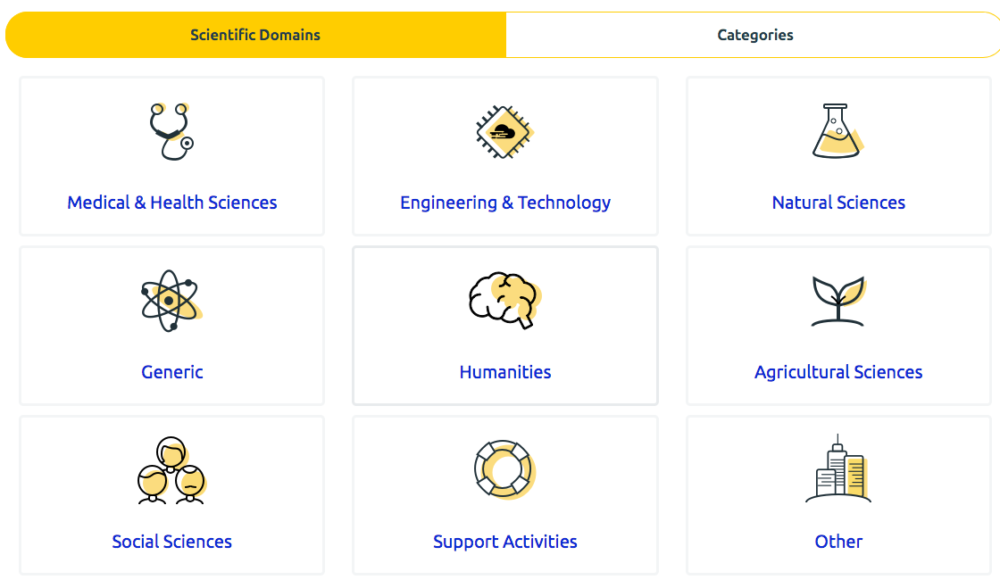 Scientific Domains
Categories
Medical & Health Sciences
Engineering & Technology
Natural Sciences
Generic
Humanities
Agricultural Sciences
Social Sciences
Support Activities
Other